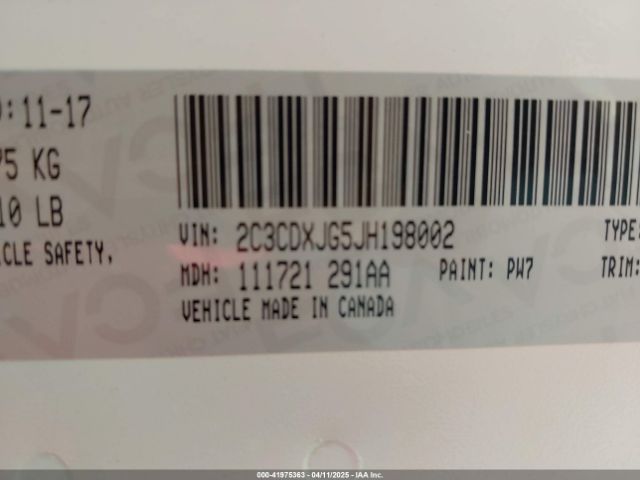 : 11-17
75 KG
10 LB
VIN: 2C3CDXJG5JH198002 TYPE:
ICLE SAFETY,
MDH: 111721 291AA PAINT: PW7 TRIM:
VEHICLE MADE IN CANADA
000-41975363 - 04/11/2025 - IAA Inc.